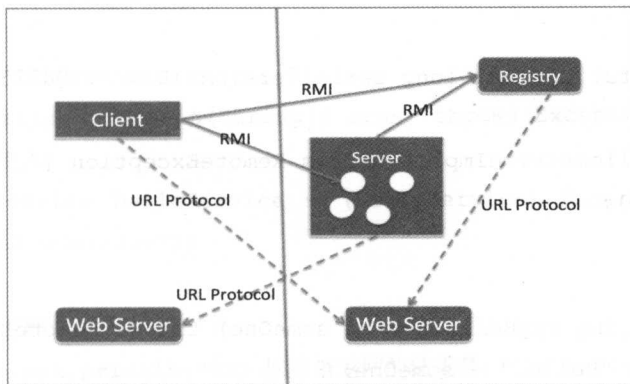 Registry
RMI
Client
RMI
RMI
Server
URL Protocol
URL Protocol
URL Protocol
Web Server
Web Server